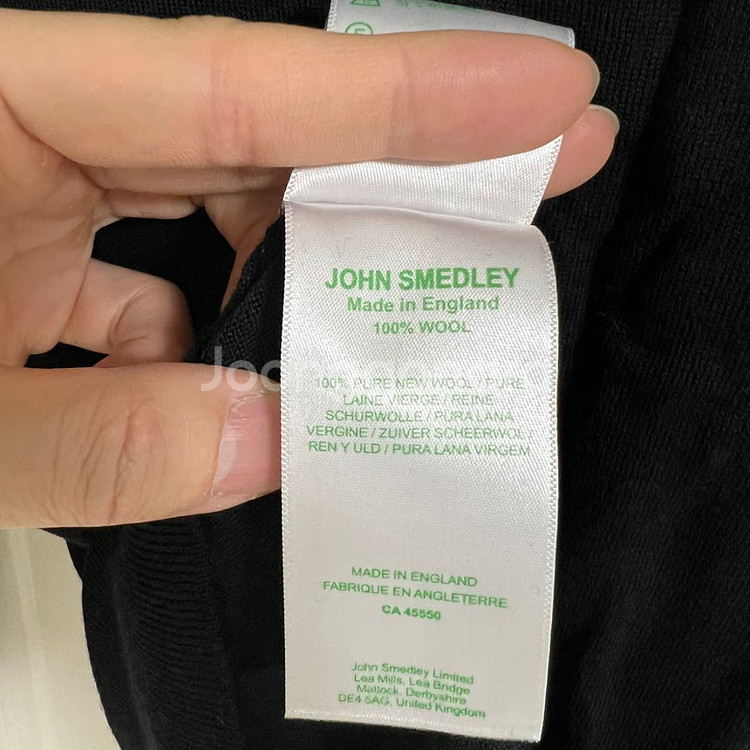 JOHN SMEDLEY
Made in England
100% WOOL
100% PURE NEW WOOL / PURE
LAINE VIERGE / REINE
SCHURWOLLE / PURA LANA
VERGINE / ZUIVER SCHEERWOL /
REN Y ULD / PURA LANA VIRGEM
MADE IN ENGLAND
FABRIQUE EN ANGLETERRE
CA 45550
John Smedley Limited
Lea Mills, Lea Bridge
Matlock, Derbyshire
DE4 5AG, United Kingdom